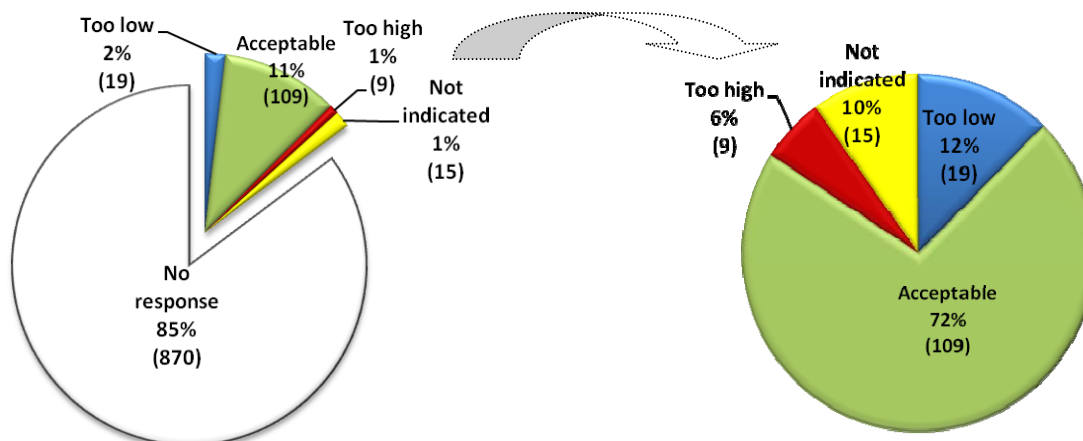 Too low
2%
(19)
Acceptable
11%
(109)
Too high
1%
(9)
Not
indicated
1%
(15)
No
response
85%
(870)
Too high
6%
(9)
Not
indicated
10%
(15)
Too low
12%
(19)
Acceptable
72%
(109)